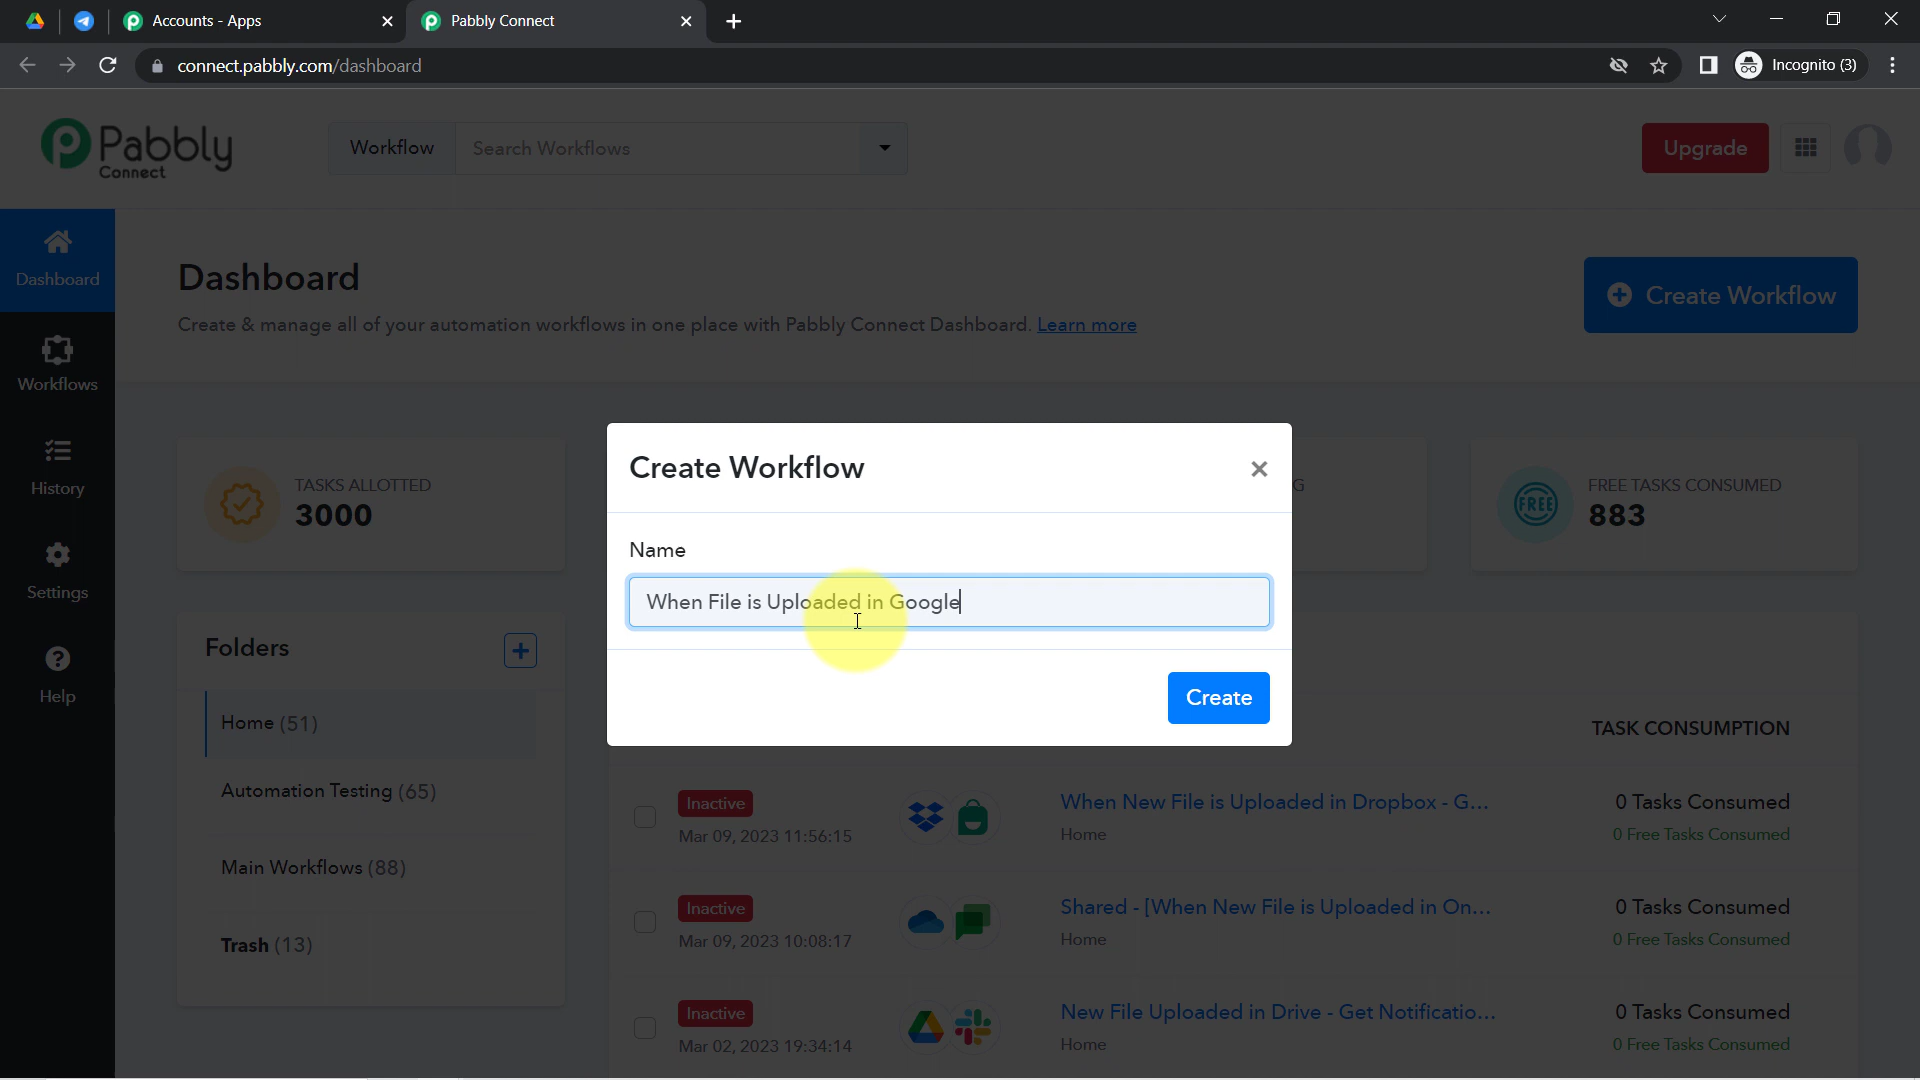 Accounts - Apps
Pabbly Connect
connect.pabbly.com/dashboard
Incognito (3)
Pabbly
Connect
Workflow
Search Workflows
Upgrade
Dashboard
Workflows
History
Settings
Help
Dashboard
Create & manage all of your automation workflows in one place with Pabbly Connect Dashboard. Learn more
Create Workflow
TASKS ALLOTTED
3000
G
FREE
FREE TASKS CONSUMED
883
Create Workflow
×
Name
When File is Uploaded in Google
Create
Folders
+
Home (51)
Automation Testing (65)
Main Workflows (88)
Trash (13)
TASK CONSUMPTION
Inactive
Mar 09, 2023 11:56:15
When New File is Uploaded in Dropbox - G...
Home
0 Tasks Consumed
0 Free Tasks Consumed
Inactive
Mar 09, 2023 10:08:17
Shared - [When New File is Uploaded in On...
Home
0 Tasks Consumed
0 Free Tasks Consumed
Inactive
Mar 02, 2023 19:34:14
New File Uploaded in Drive - Get Notificatio...
Home
0 Tasks Consumed
0 Free Tasks Consumed